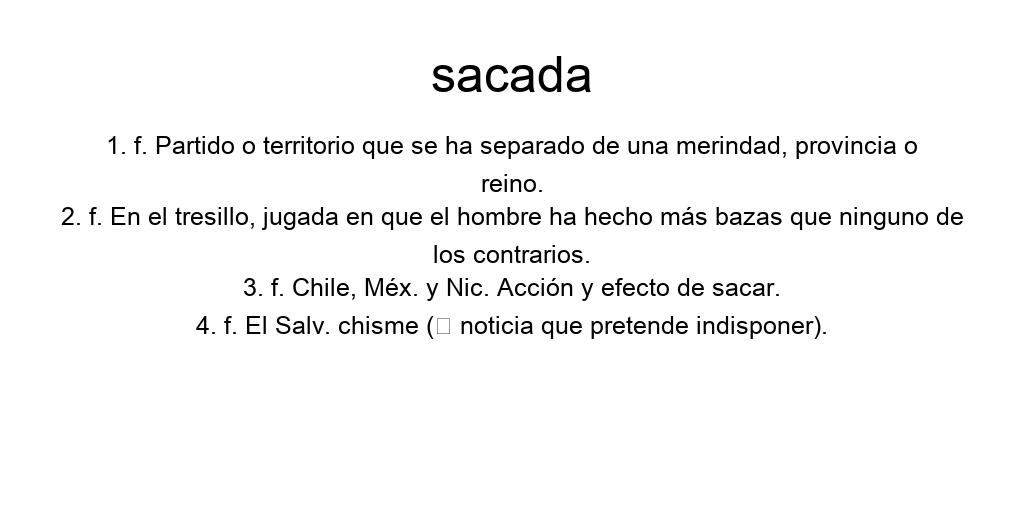 sacada
1. f. Partido o territorio que se ha separado de una merindad, provincia o
reino.
2. f. En el tresillo, jugada en que el hombre ha hecho más bazas que ninguno de
los contrarios.
3. f. Chile, Méx. y Nic. Acción y efecto de sacar.
4. f. El Salv. chisme (□ noticia que pretende indisponer).